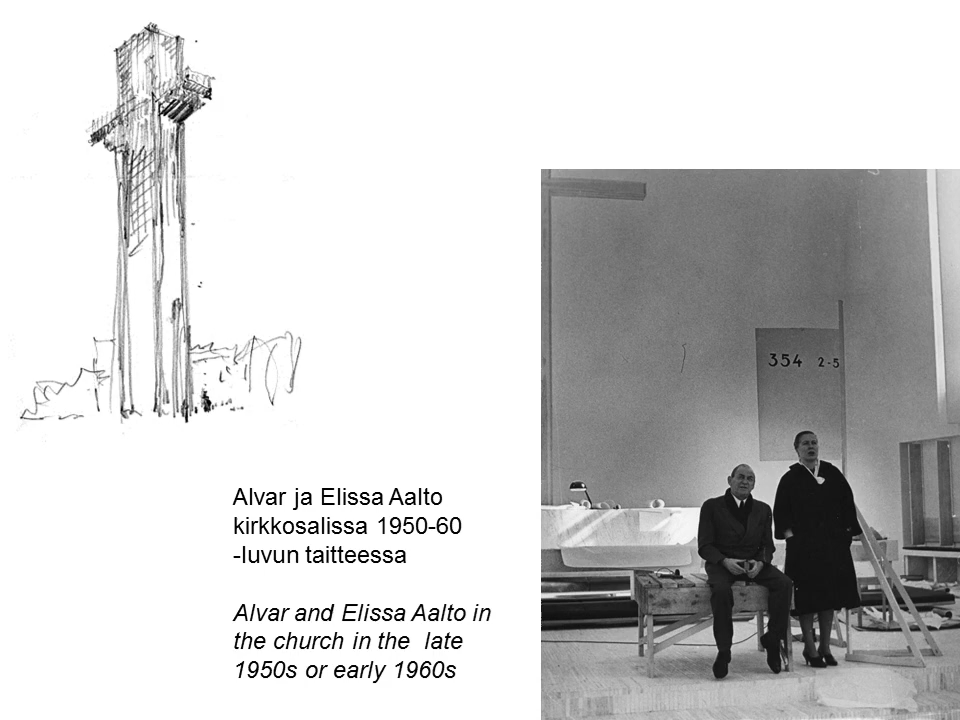 354 2-5
Alvar ja Elissa Aalto
kirkkosalissa 1950-60
-luvun taitteessa
Alvar and Elissa Aalto in
the church in the late
1950s or early 1960s